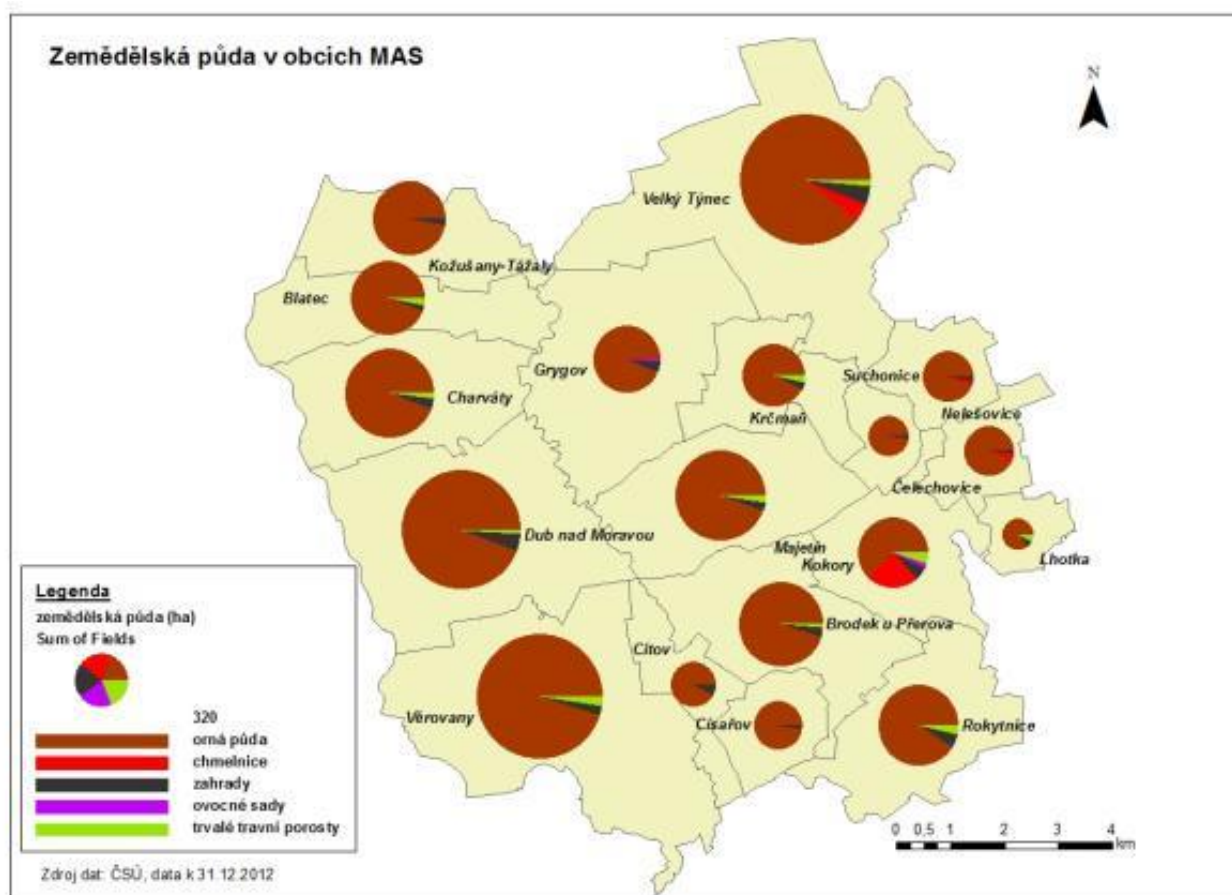 Zemědělská půda v obcích MAS
N
Velký Týnec
Kožušany-Tážaly
Blatec
Grygov
Charváty
Krčmaň
Suchonice
Nelešovice
Čelechovice
Dub nad Moravou
Majetín
Kokory
Lhotka
Brodek u Přerova
Citov
Věrovany
Císařov
Rokytnice
Legenda
zemědělská půda (ha)
Sum of Fields
320
orná půda
chmelnice
zahrady
ovocné sady
trvalé travní porosty
0 0,5 1 2 3 4
km
Zdroj dat: ČSÚ, data k 31.12.2012